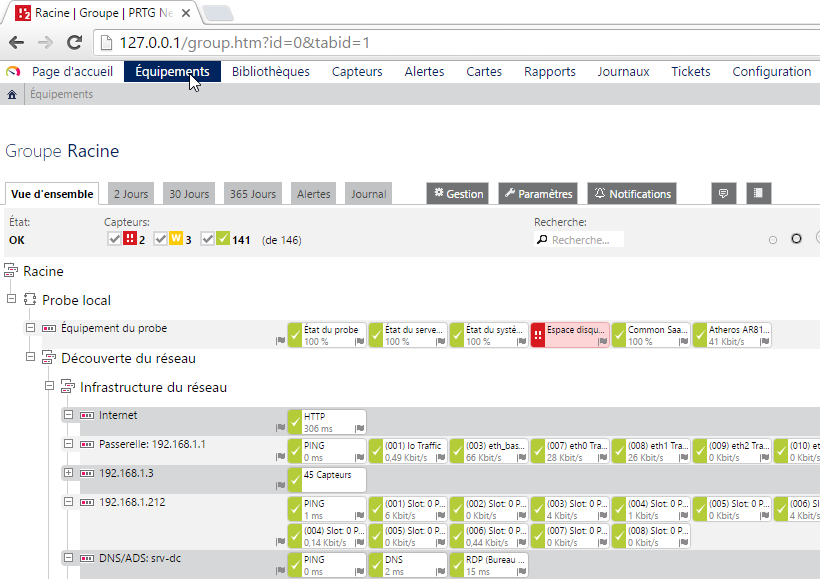 Racine | Groupe | PRTG Ne
127.0.0.1/group.htm?id=0&tabid=1
Page d'accueil Équipements Bibliothèques Capteurs Alertes Cartes Rapports Journaux Tickets Configuration
Équipements
Groupe Racine
Vue d'ensemble 2 Jours 30 Jours 365 Jours Alertes Journal Gestion Paramètres Notifications
État: Capteurs: Recherche:
OK !! 2 W 3 141 (de 146) Recherche...
Racine
Probe local
Équipement du probe État du probe État du serve... État du systè... Espace disqu... Common Saa... Atheros AR81...
100 % 100 % 100 % 100 % 41 Kbit/s
Découverte du réseau
Infrastructure du réseau
Internet HTTP
306 ms
Passerelle: 192.168.1.1 PING (001) lo Traffic (003) eth_bas... (007) eth0 Tra... (008) eth1 Tra... (009) eth2 Tra... (010) e
0 ms 0,49 Kbit/s 66 Kbit/s 28 Kbit/s 26 Kbit/s 0 Kbit/s 0 Kbit/s
192.168.1.3 45 Capteurs
192.168.1.212 PING (001) Slot: 0 P... (002) Slot: 0 P... (003) Slot: 0 P... (004) Slot: 0 P... (005) Slot: 0 P... (006) S
1 ms 6 Kbit/s 0 Kbit/s 4 Kbit/s 1 Kbit/s 0 Kbit/s 4 Kbit/s
(004) Slot: 0 P... (005) Slot: 0 P... (006) Slot: 0 P... (007) Slot: 0 P... (008) Slot: 0 P...
0,14 Kbit/s 0 Kbit/s 0,44 Kbit/s 0 Kbit/s 0 Kbit/s
DNS/ADS: srv-dc PING DNS RDP (Bureau ...
0 ms 2 ms 15 ms